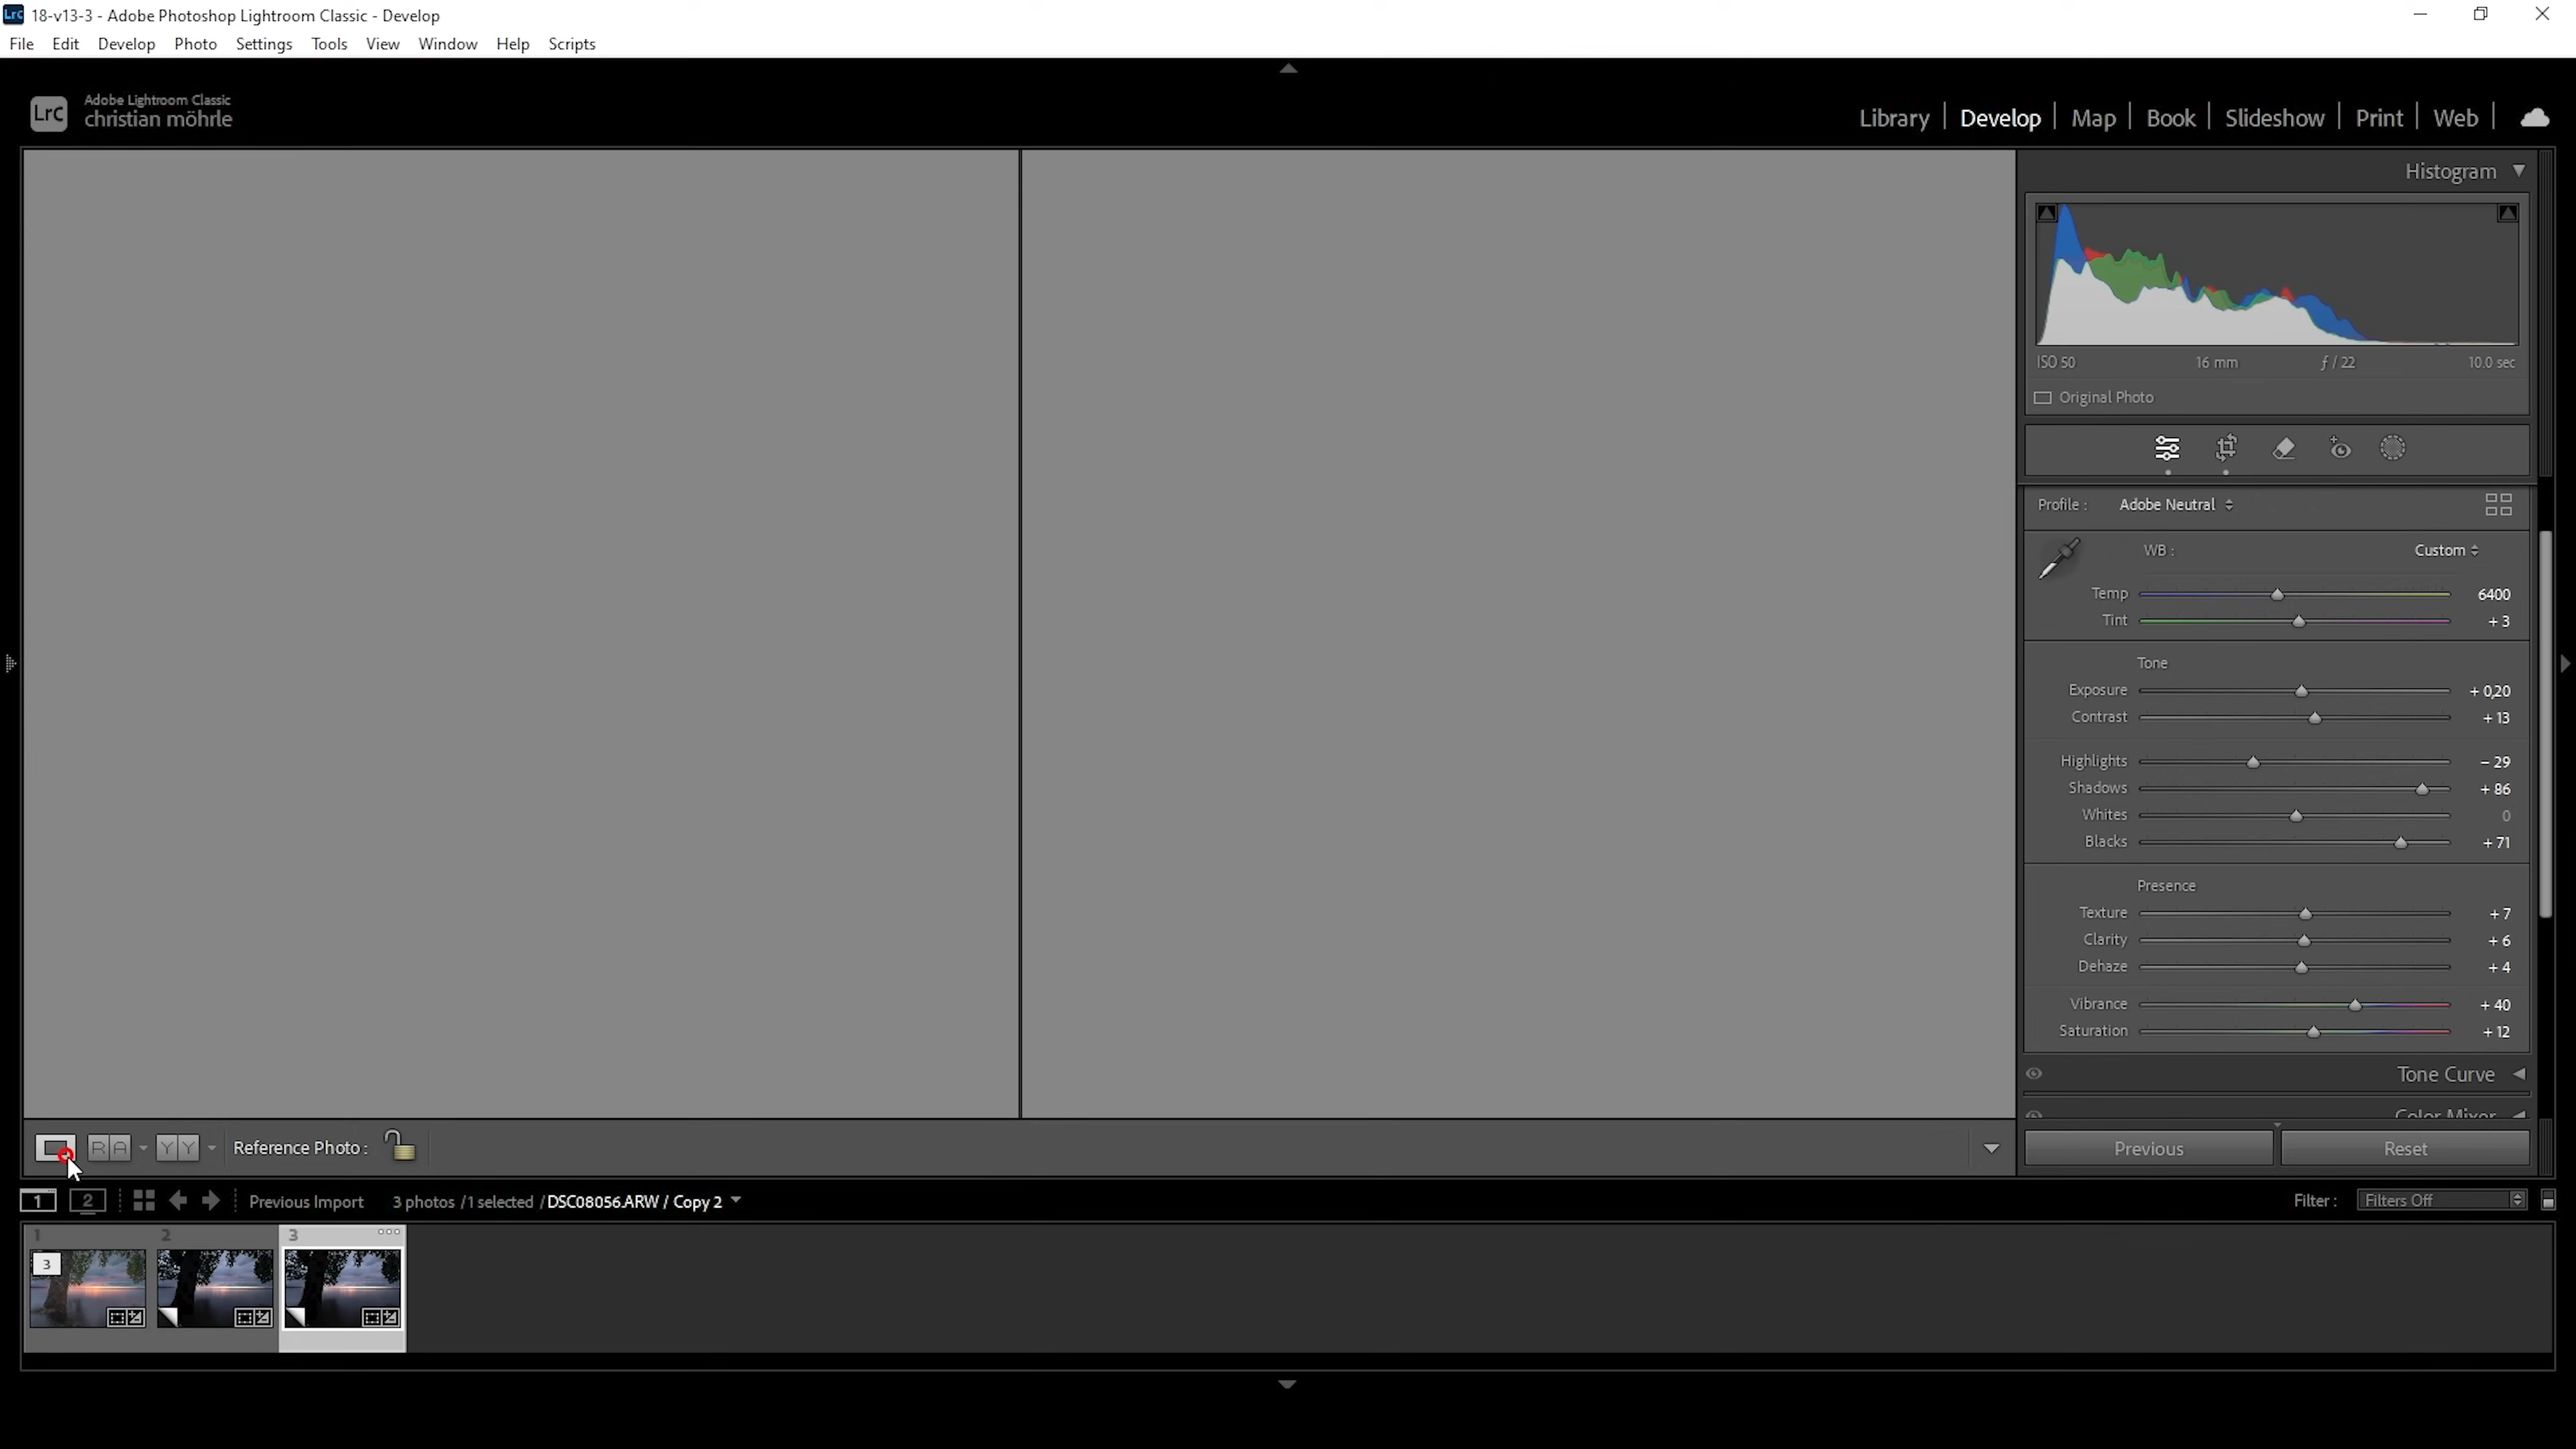 Lrc 18-v13-3 - Adobe Photoshop Lightroom Classic - Develop
File Edit Develop Photo Settings Tools View Window Help Scripts
Lrc Adobe Lightroom Classic
christian möhrle
Library | Develop | Map | Book | Slideshow | Print | Web |
Histogram
ISO 50 16 mm ƒ / 22 10.0 sec
Original Photo
Profile : Adobe Neutral
WB : Custom
Temp 6400
Tint + 3
Tone
Exposure + 0,20
Contrast + 13
Highlights − 29
Shadows + 86
Whites 0
Blacks + 71
Presence
Texture + 7
Clarity + 6
Dehaze + 4
Vibrance + 40
Saturation + 12
Tone Curve
Color Mixer
R A Y Y Reference Photo :
Previous Reset
1 2 Previous Import 3 photos / 1 selected / DSC08056.ARW / Copy 2
Filter : Filters Off
1 2 3
3